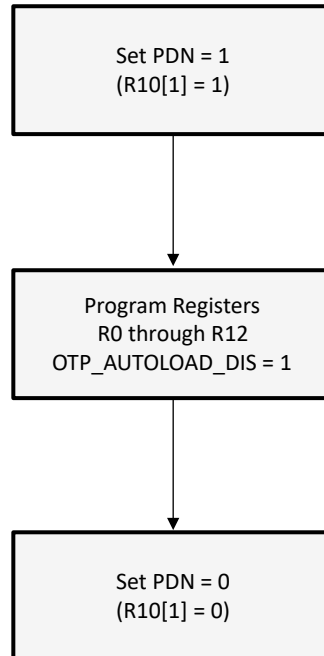 Set PDN = 1
(R10[1] = 1)
Program Registers
R0 through R12
OTP_AUTOLOAD_DIS = 1
Set PDN = 0
(R10[1] = 0)